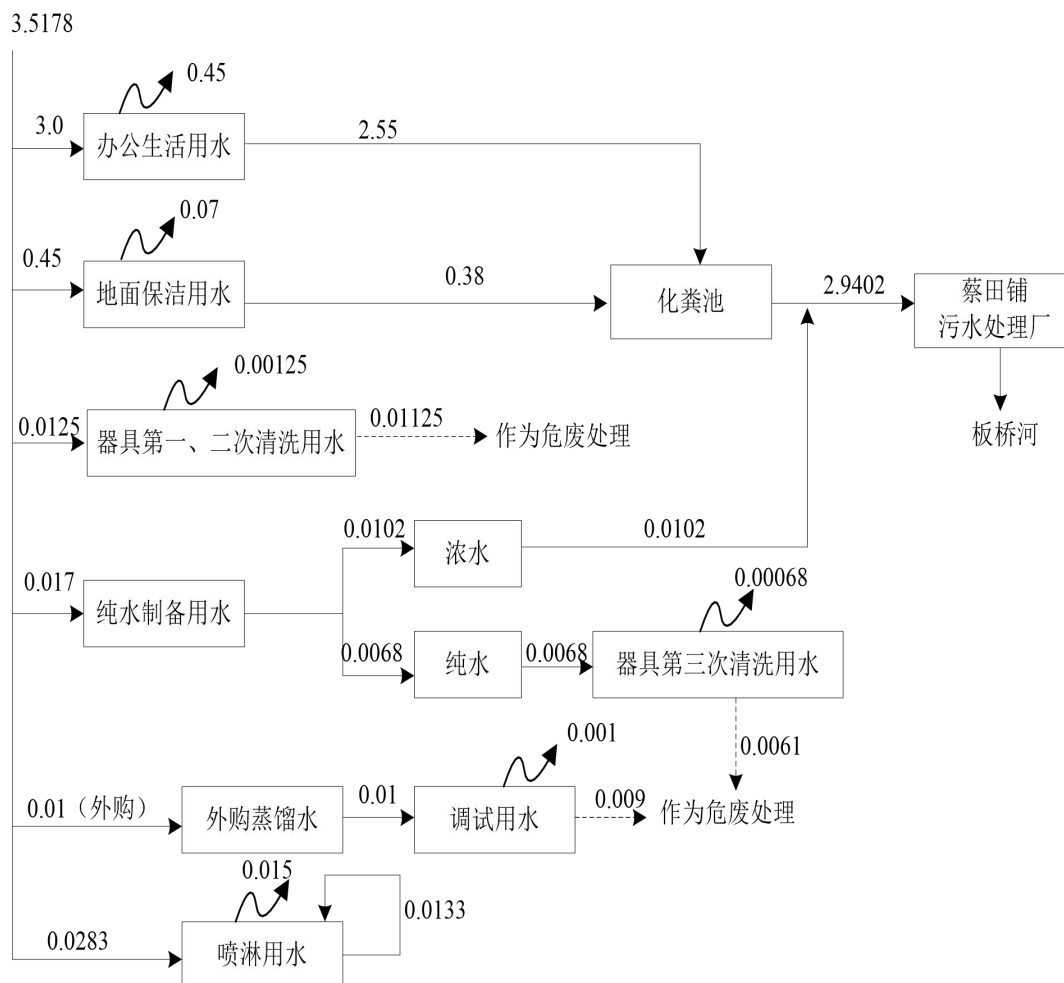 3.5178
0.45
3.0
办公生活用水
2.55
0.07
0.45
地面保洁用水
0.38
化粪池
2.9402
蔡田铺
污水处理厂
板桥河
0.00125
0.0125
器具第一、二次清洗用水
0.01125
作为危废处理
0.0102
浓水
0.0102
0.017
纯水制备用水
0.00068
0.0068
纯水
0.0068
器具第三次清洗用水
0.0061
0.001
0.01（外购）
外购蒸馏水
0.01
调试用水
0.009
作为危废处理
0.015
0.0133
0.0283
喷淋用水